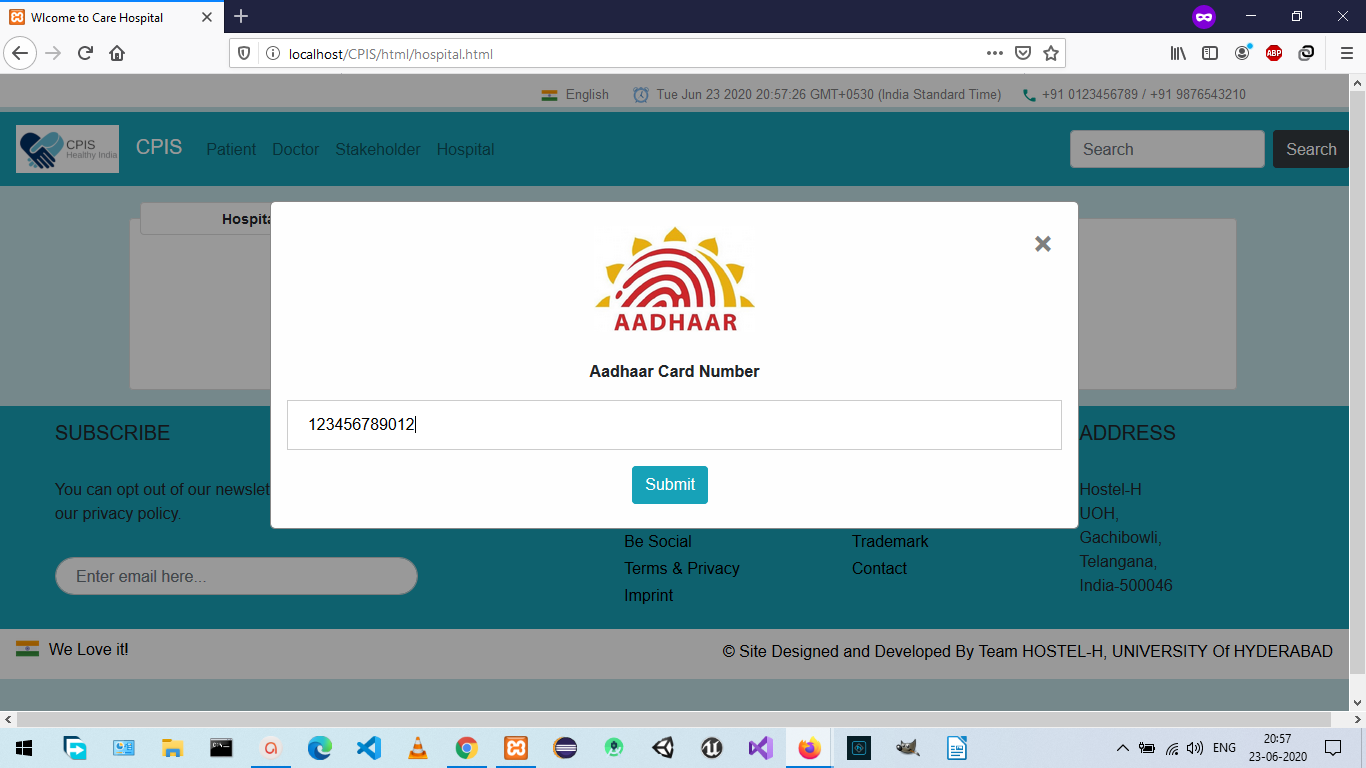 Wlcome to Care Hospital
localhost/CPIS/html/hospital.html
ABP
English Tue Jun 23 2020 20:57:26 GMT+0530 (India Standard Time) +91 0123456789 / +91 9876543210
CPIS
Healthy India
CPIS Patient Doctor Stakeholder Hospital Search Search
Hospita
AADHAAR
Aadhaar Card Number
123456789012
Submit
SUBSCRIBE
You can opt out of our newslet
our privacy policy.
Enter email here...
Be Social
Terms & Privacy
Imprint
Trademark
Contact
ADDRESS
Hostel-H
UOH,
Gachibowli,
Telangana,
India-500046
We Love it!
© Site Designed and Developed By Team HOSTEL-H, UNIVERSITY Of HYDERABAD
ENG
20:57
23-06-2020